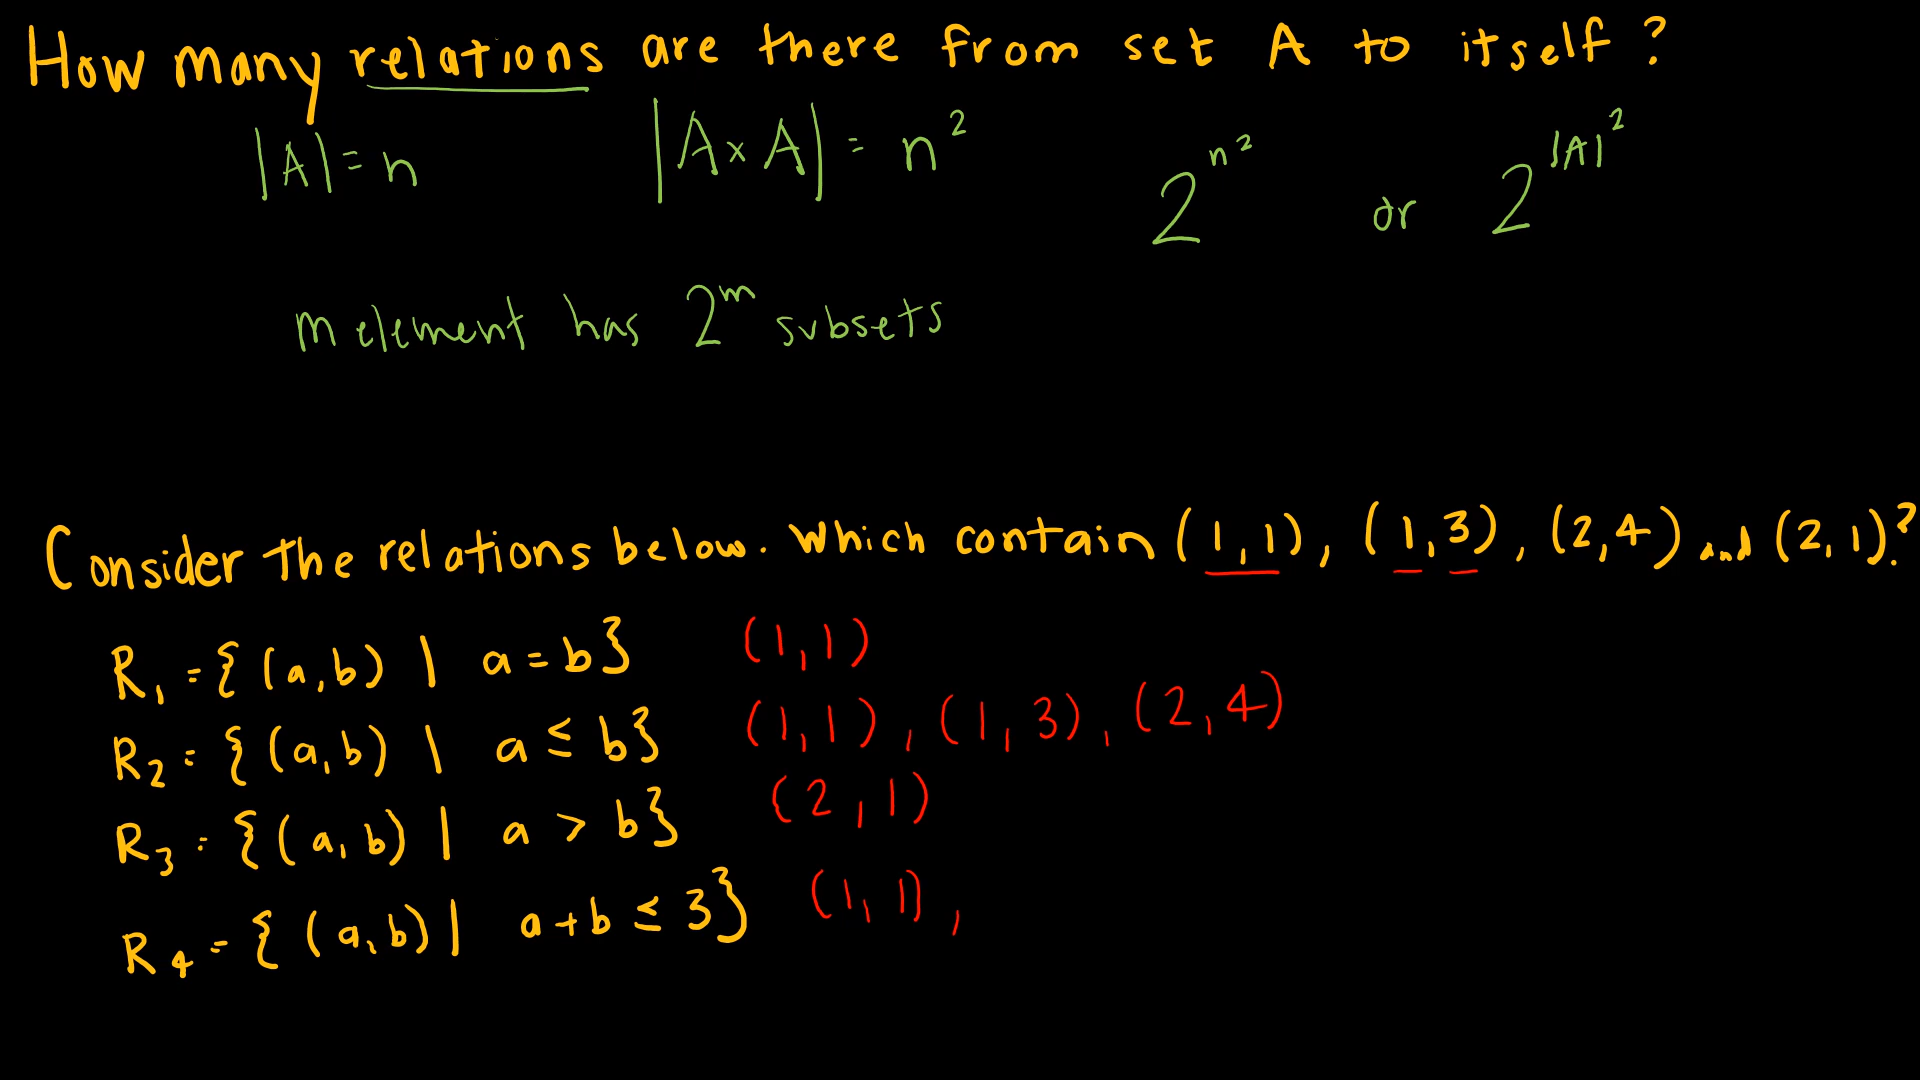 How many relations are there from set A to itself?
|A| = n |A × A| = n² 2^n² or 2^|A|²
m element has 2^m subsets
Consider the relations below. Which contain (1,1), (1,3), (2,4) and (2,1)?
R₁ = {(a,b) | a = b} (1,1)
R₂ = {(a,b) | a ≤ b} (1,1), (1,3), (2,4)
R₃ = {(a,b) | a > b} (2,1)
R₄ = {(a,b) | a + b ≤ 3} (1,1),